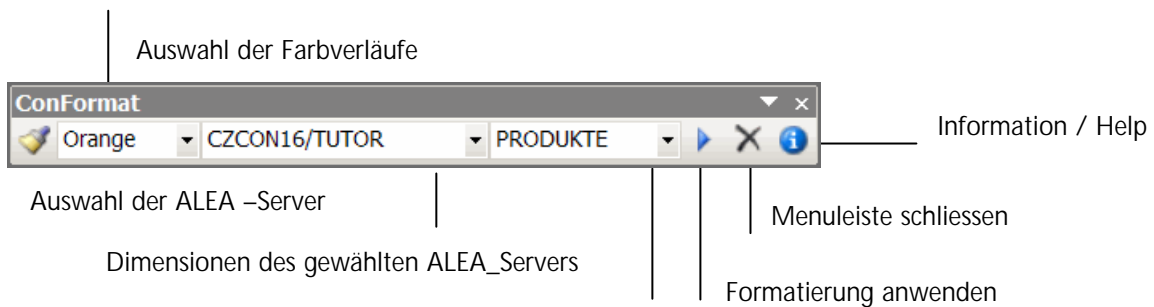 Auswahl der Farbverläufe
ConFormat
Orange CZCON16/TUTOR PRODUKTE
Information / Help
Auswahl der ALEA –Server
Menuleiste schliessen
Dimensionen des gewählten ALEA_Servers
Formatierung anwenden